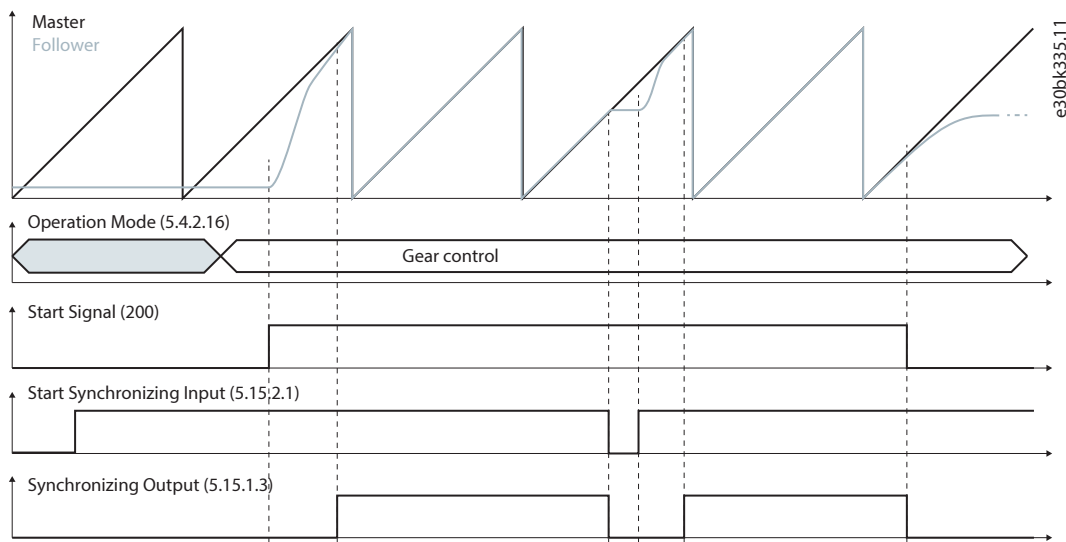 Master
Follower
e30bk335.11
Operation Mode (5.4.2.16)
Gear control
Start Signal (200)
Start Synchronizing Input (5.15.2.1)
Synchronizing Output (5.15.1.3)